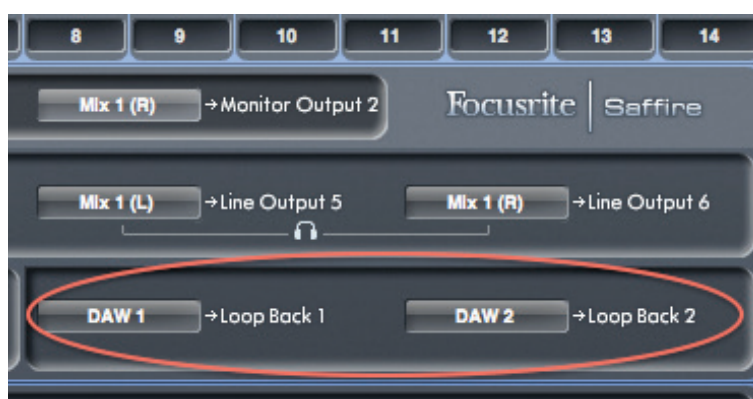 8 9 10 11 12 13 14
Mix 1 (R) →Monitor Output 2 Focusrite | Saffire
Mix 1 (L) →Line Output 5 Mix 1 (R) →Line Output 6
DAW 1 →Loop Back 1 DAW 2 →Loop Back 2